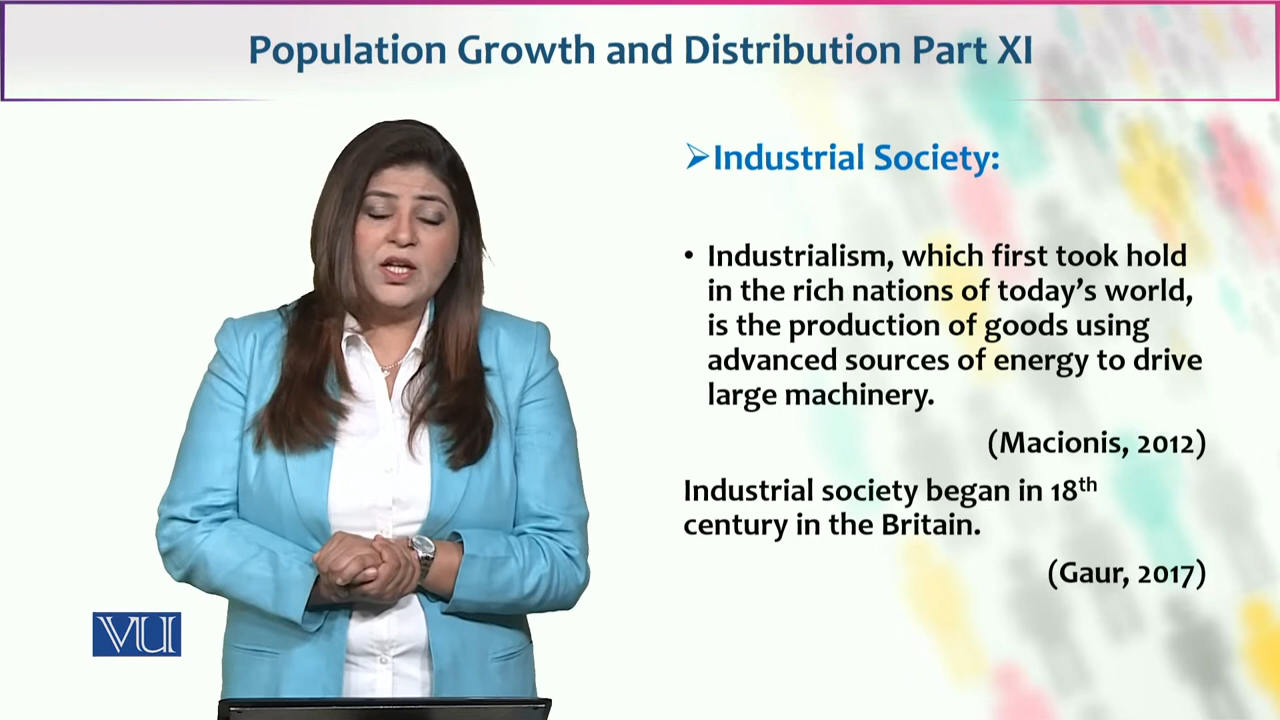 Population Growth and Distribution Part XI
➢Industrial Society:
• Industrialism, which first took hold
in the rich nations of today's world,
is the production of goods using
advanced sources of energy to drive
large machinery.
(Macionis, 2012)
Industrial society began in 18th
century in the Britain.
(Gaur, 2017)
VU